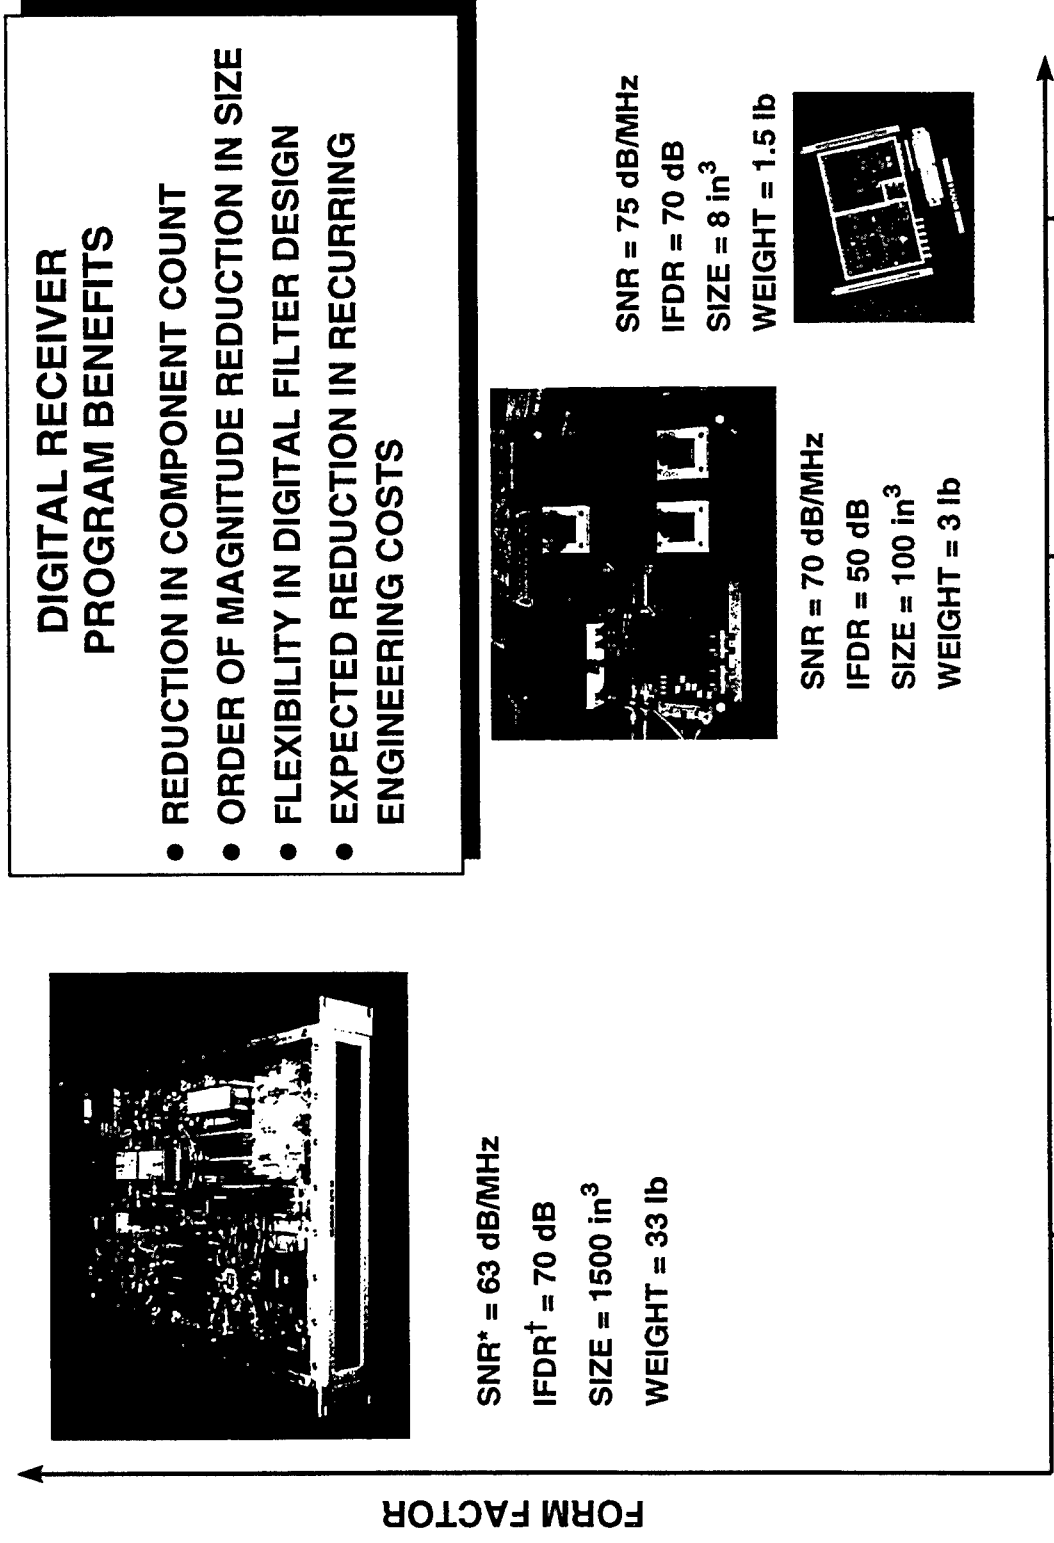 DIGITAL RECEIVER
PROGRAM BENEFITS
● REDUCTION IN COMPONENT COUNT
● ORDER OF MAGNITUDE REDUCTION IN SIZE
● FLEXIBILITY IN DIGITAL FILTER DESIGN
● EXPECTED REDUCTION IN RECURRING
ENGINEERING COSTS
SNR* = 63 dB/MHz
IFDR† = 70 dB
SIZE = 1500 in³
WEIGHT = 33 lb
SNR = 70 dB/MHz
IFDR = 50 dB
SIZE = 100 in³
WEIGHT = 3 lb
SNR = 75 dB/MHz
IFDR = 70 dB
SIZE = 8 in³
WEIGHT = 1.5 lb
FORM FACTOR